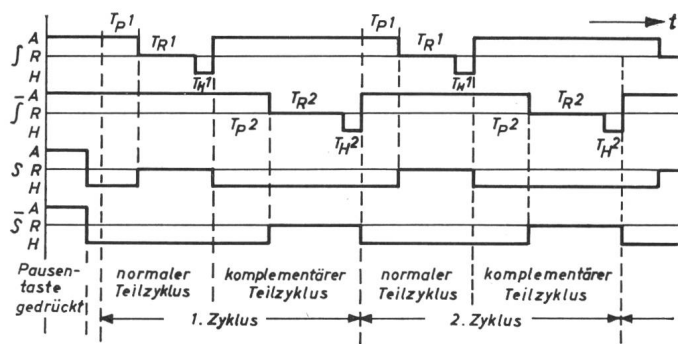 T_P1 T_P1 t
A
∫ R T_R1 T_R1
H T_H1 T_H1
A
∫̅ R T_R2 T_R2
H T_P2 T_H2 T_P2 T_H2
A
S R
H
A
S̅ R
H
Pausen-
taste
gedrückt
normaler
Teilzyklus
komplementärer
Teilzyklus
normaler
Teilzyklus
komplementärer
Teilzyklus
1. Zyklus 2. Zyklus